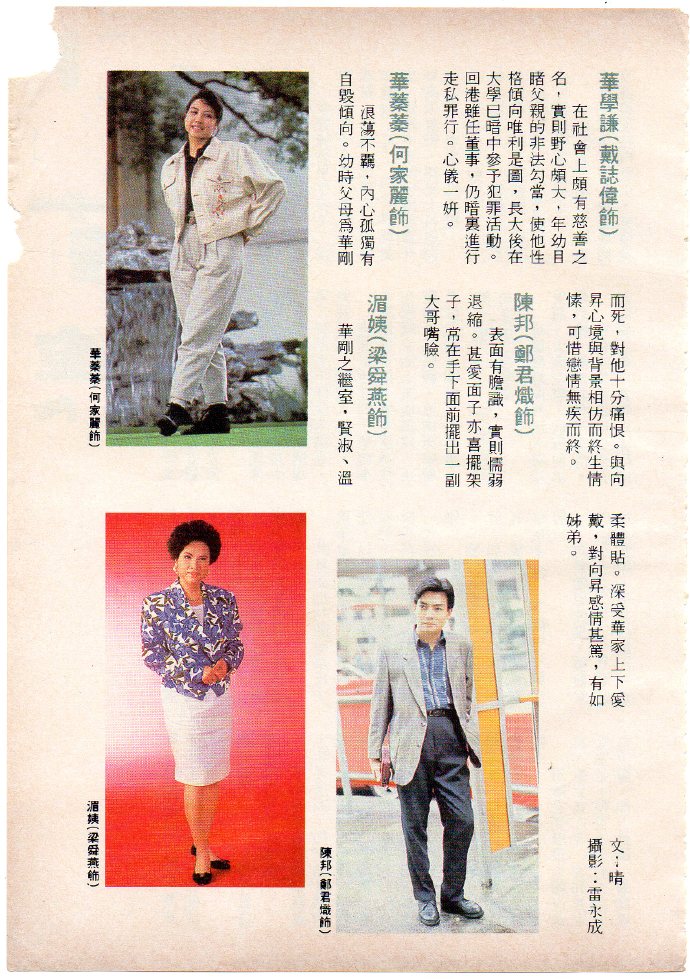 華學謙(戴誌偉飾)
在社會上頗有慈善之
名，實則野心頗大，年幼目
睹父親的非法勾當，使他性
格傾向唯利是圖，長大後在
大學已暗中參予犯罪活動。
回港雖任董事，仍暗裏進行
走私罪行。心儀一妍。
華蓁蓁(何家麗飾)
浪蕩不羈，內心孤獨有
自毀傾向。幼時父母爲華剛
而死，對他十分痛恨。與向
昇心境與背景相仿而終生情
愫，可惜戀情無疾而終。
陳邦(鄭君熾飾)
表面有膽識，實則懦弱
退縮。甚愛面子亦喜擺架
子，常在手下面前擺出一副
大哥嘴臉。
湄姨(梁舜燕飾)
華剛之繼室，賢淑、溫
柔體貼。深受華家上下愛
戴，對向昇感情甚篤，有如
姊弟。
文：晴
攝影：雷永成
華蓁蓁(何家麗飾)
湄姨(梁舜燕飾)
陳邦(鄭君熾飾)